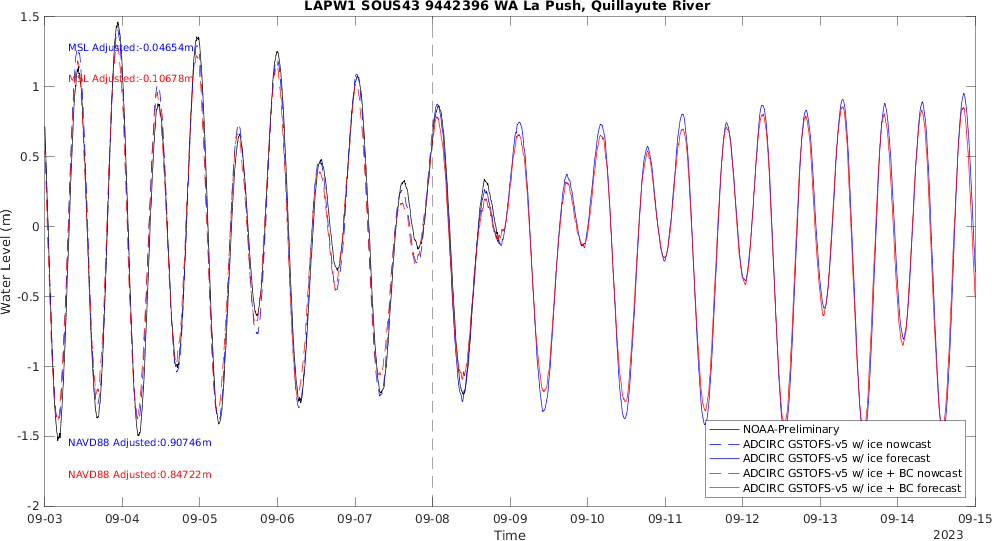 LAPW1 SOUS43 9442396 WA La Push, Quillayute River
1.5
1
0.5
0
-0.5
-1
-1.5
-2
Water Level (m)
MSL Adjusted:-0.04654m
MSL Adjusted:-0.10678m
NAVD88 Adjusted:0.90746m
NAVD88 Adjusted:0.84722m
NOAA-Preliminary
ADCIRC GSTOFS-v5 w/ ice nowcast
ADCIRC GSTOFS-v5 w/ ice forecast
ADCIRC GSTOFS-v5 w/ ice + BC nowcast
ADCIRC GSTOFS-v5 w/ ice + BC forecast
09-03 09-04 09-05 09-06 09-07 09-08 09-09 09-10 09-11 09-12 09-13 09-14 09-15
Time
2023